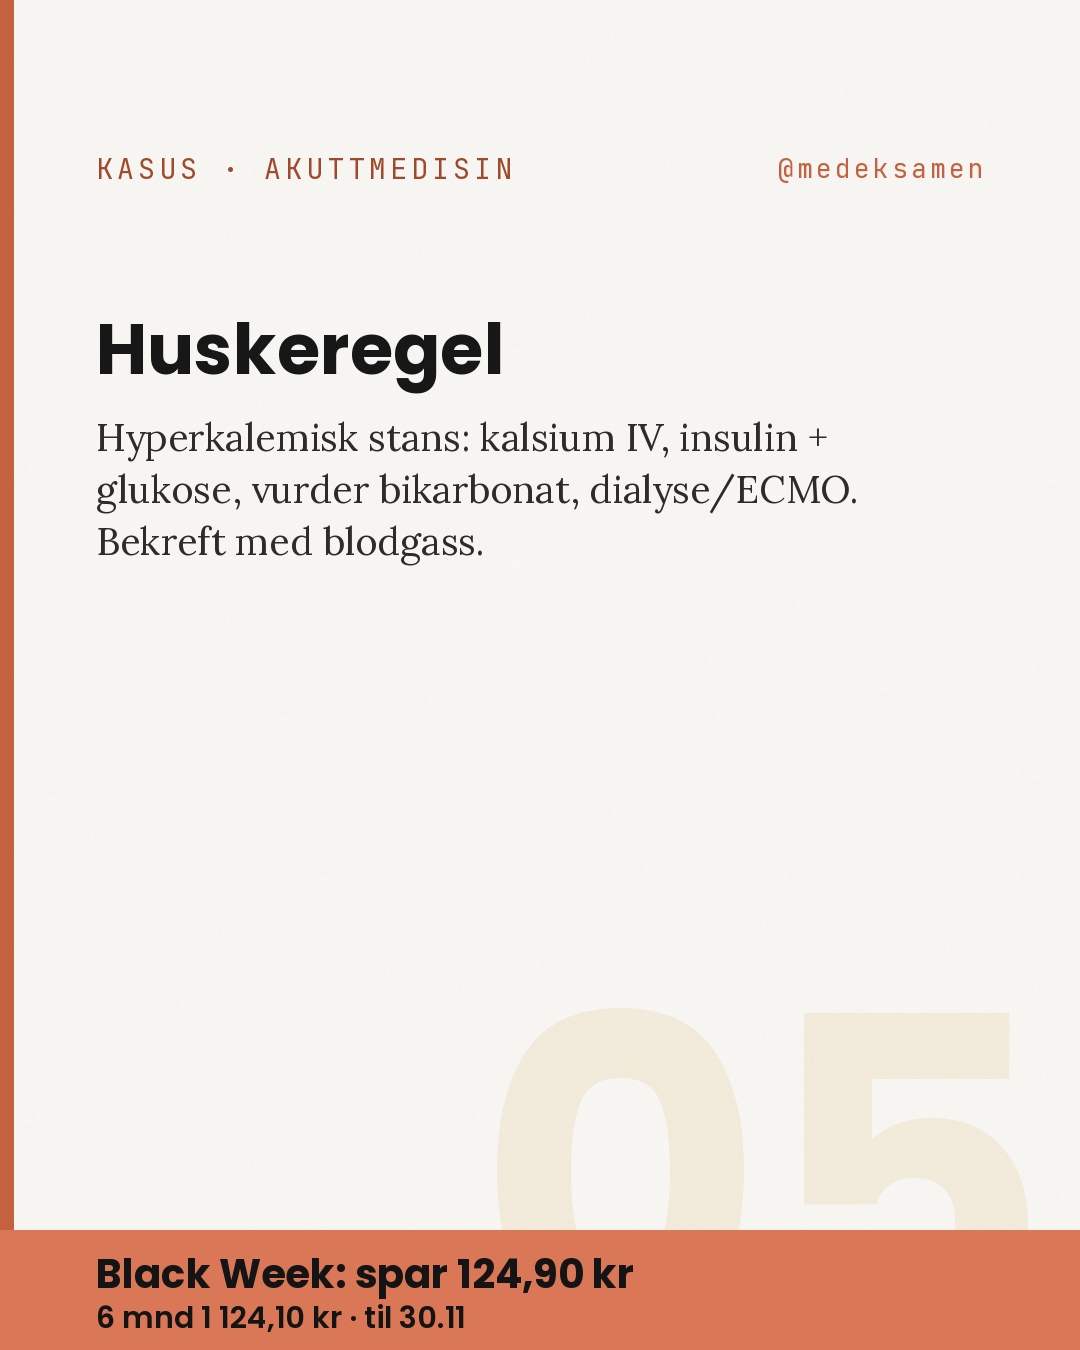 KASUS · AKUTTMEDISIN
@medeksamen
Huskeregel
Hyperkalemisk stans: kalsium IV, insulin +
glukose, vurder bikarbonat, dialyse/ECMO.
Bekreft med blodgass.
05
Black Week: spar 124,90 kr
6 mnd 1 124,10 kr · til 30.11